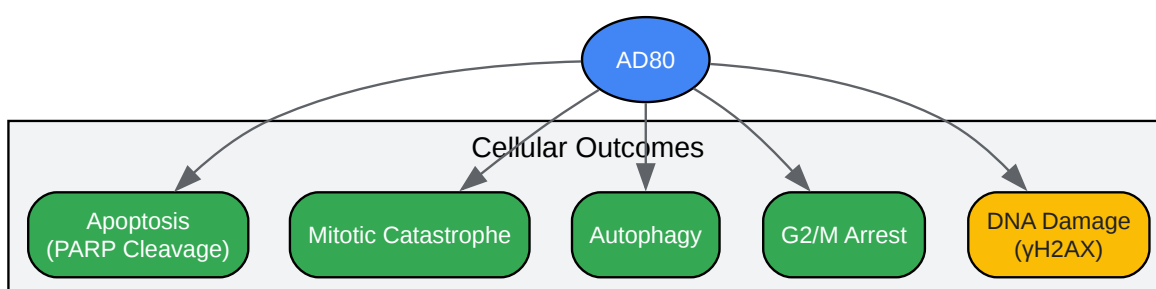 AD80
Cellular Outcomes
Apoptosis
(PARP Cleavage)
Mitotic Catastrophe
Autophagy
G2/M Arrest
DNA Damage
(γH2AX)